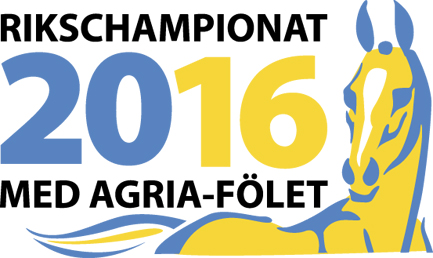 RIKSCHAMPIONAT
2016
MED AGRIA-FÖLET